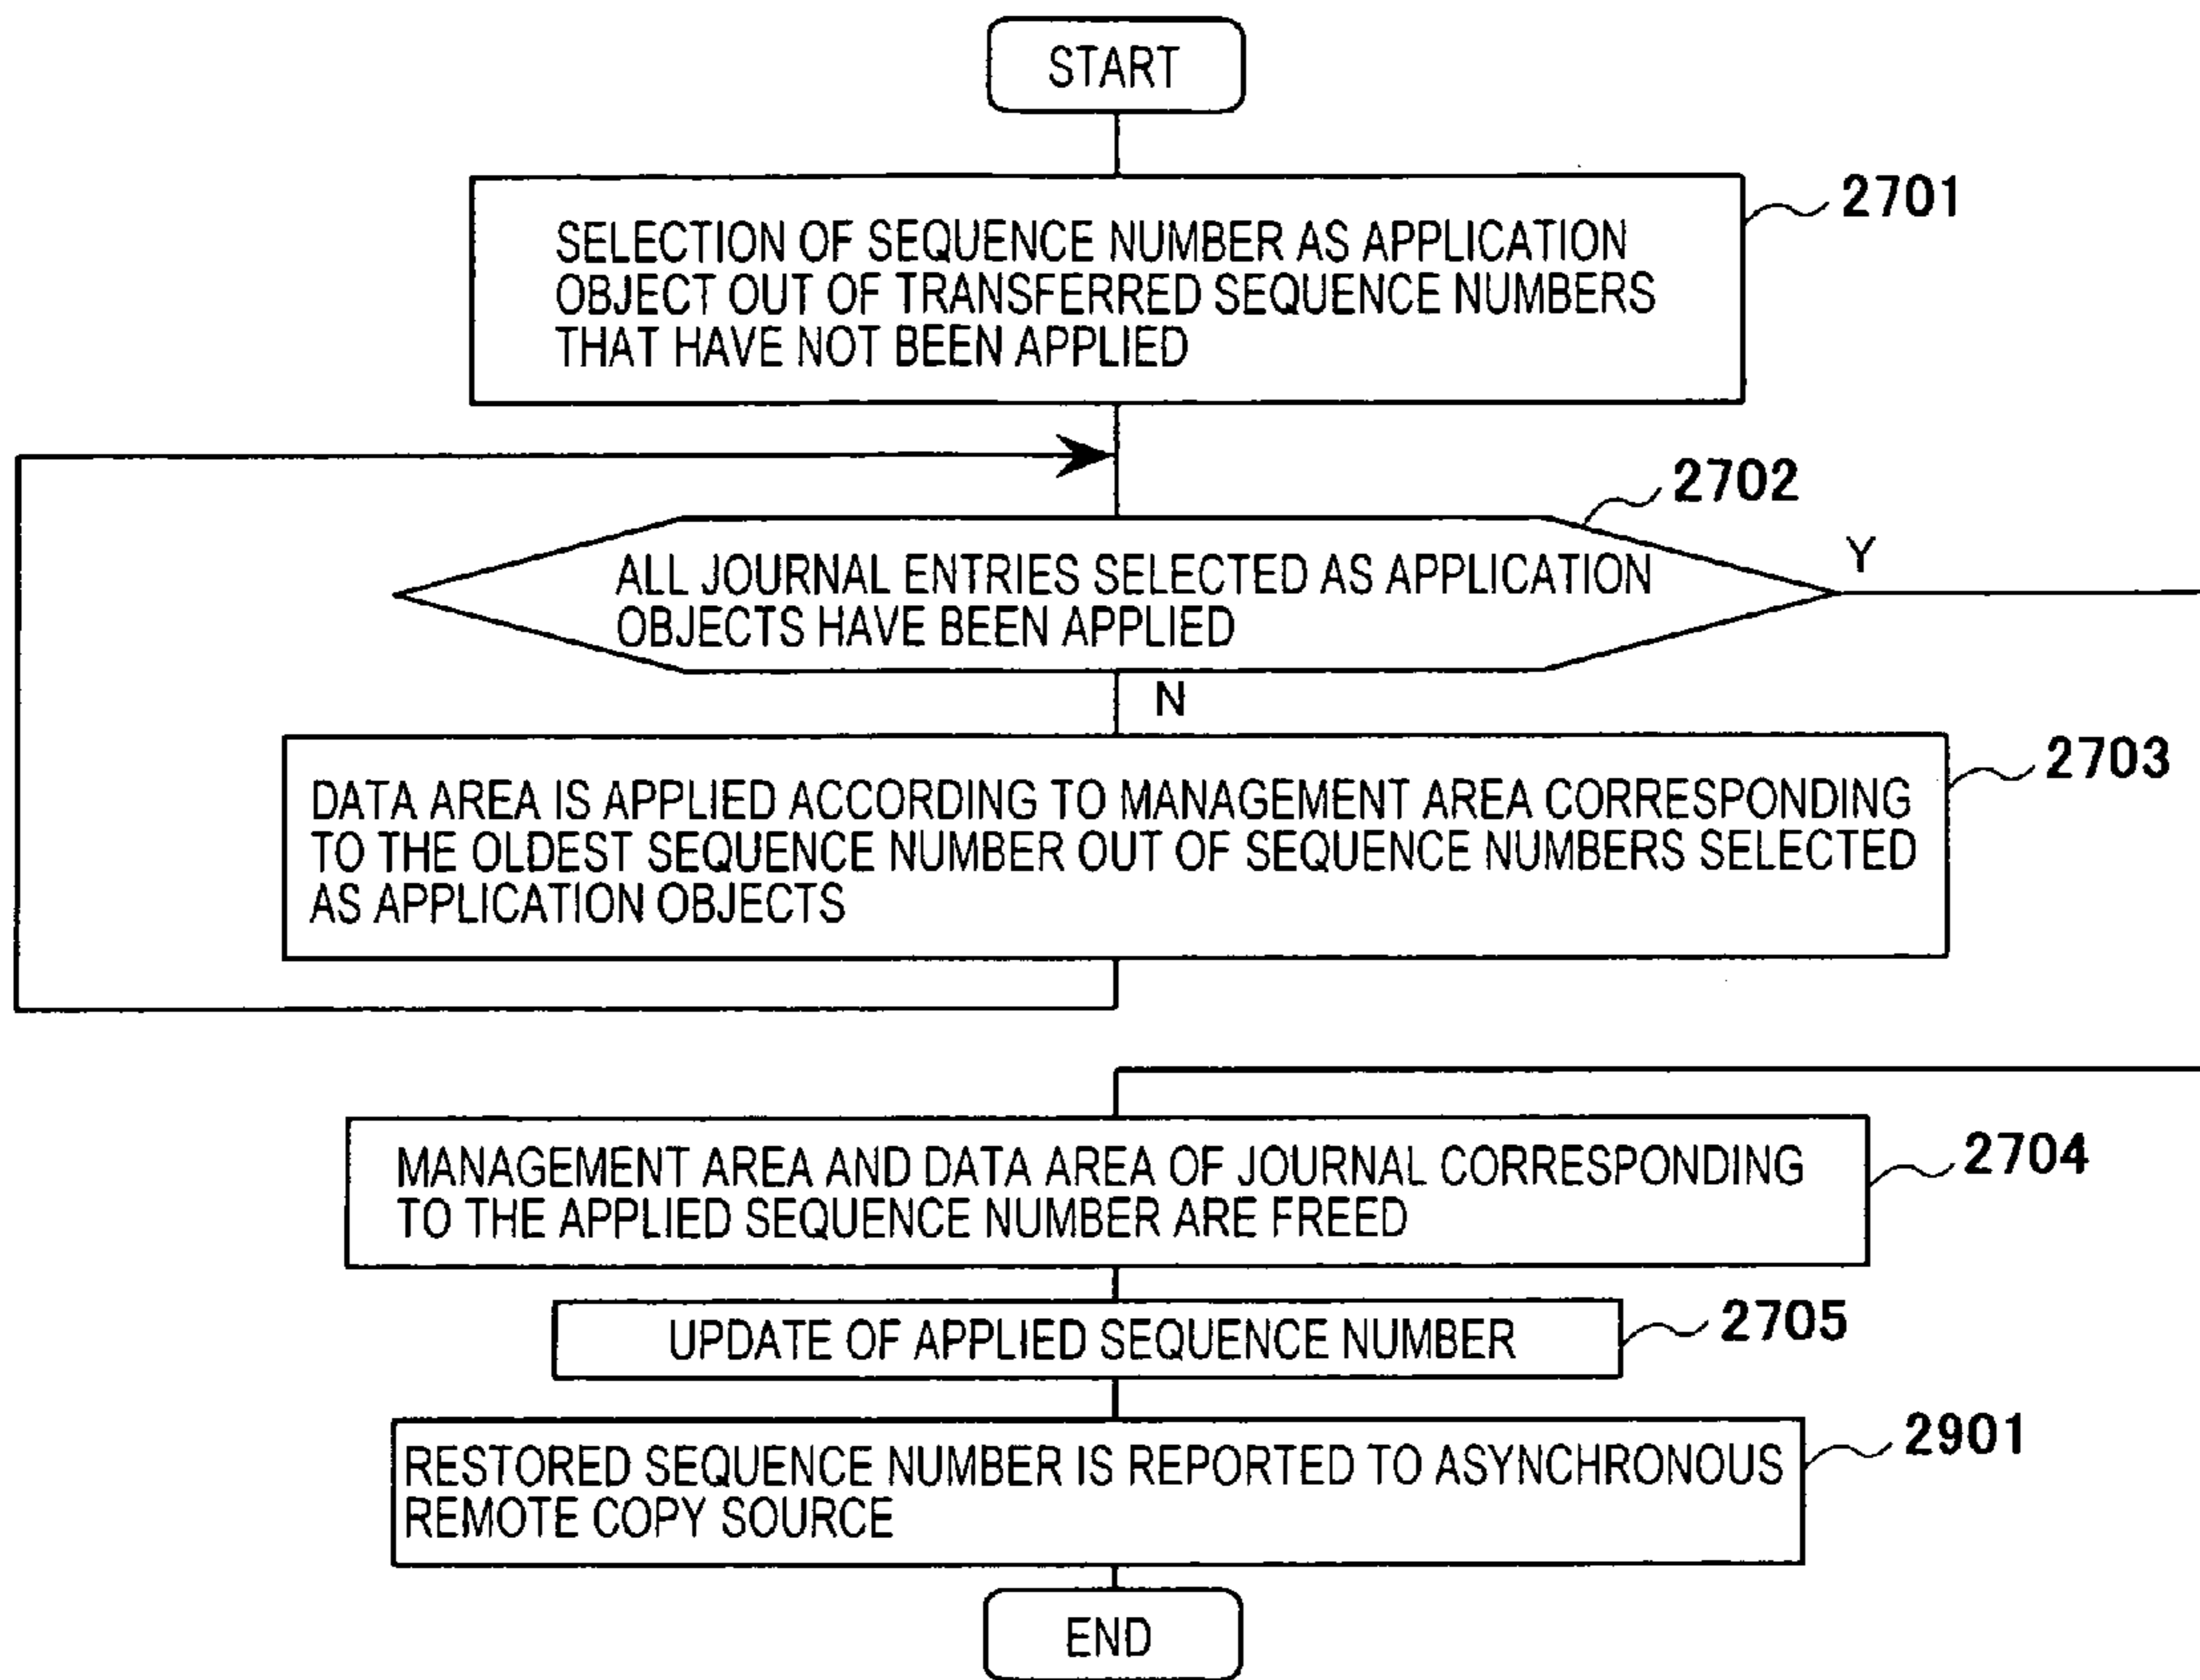 START
2701
SELECTION OF SEQUENCE NUMBER AS APPLICATION
OBJECT OUT OF TRANSFERRED SEQUENCE NUMBERS
THAT HAVE NOT BEEN APPLIED
2702
Y
ALL JOURNAL ENTRIES SELECTED AS APPLICATION
OBJECTS HAVE BEEN APPLIED
N
2703
DATA AREA IS APPLIED ACCORDING TO MANAGEMENT AREA CORRESPONDING
TO THE OLDEST SEQUENCE NUMBER OUT OF SEQUENCE NUMBERS SELECTED
AS APPLICATION OBJECTS
2704
MANAGEMENT AREA AND DATA AREA OF JOURNAL CORRESPONDING
TO THE APPLIED SEQUENCE NUMBER ARE FREED
2705
UPDATE OF APPLIED SEQUENCE NUMBER
2901
RESTORED SEQUENCE NUMBER IS REPORTED TO ASYNCHRONOUS
REMOTE COPY SOURCE
END